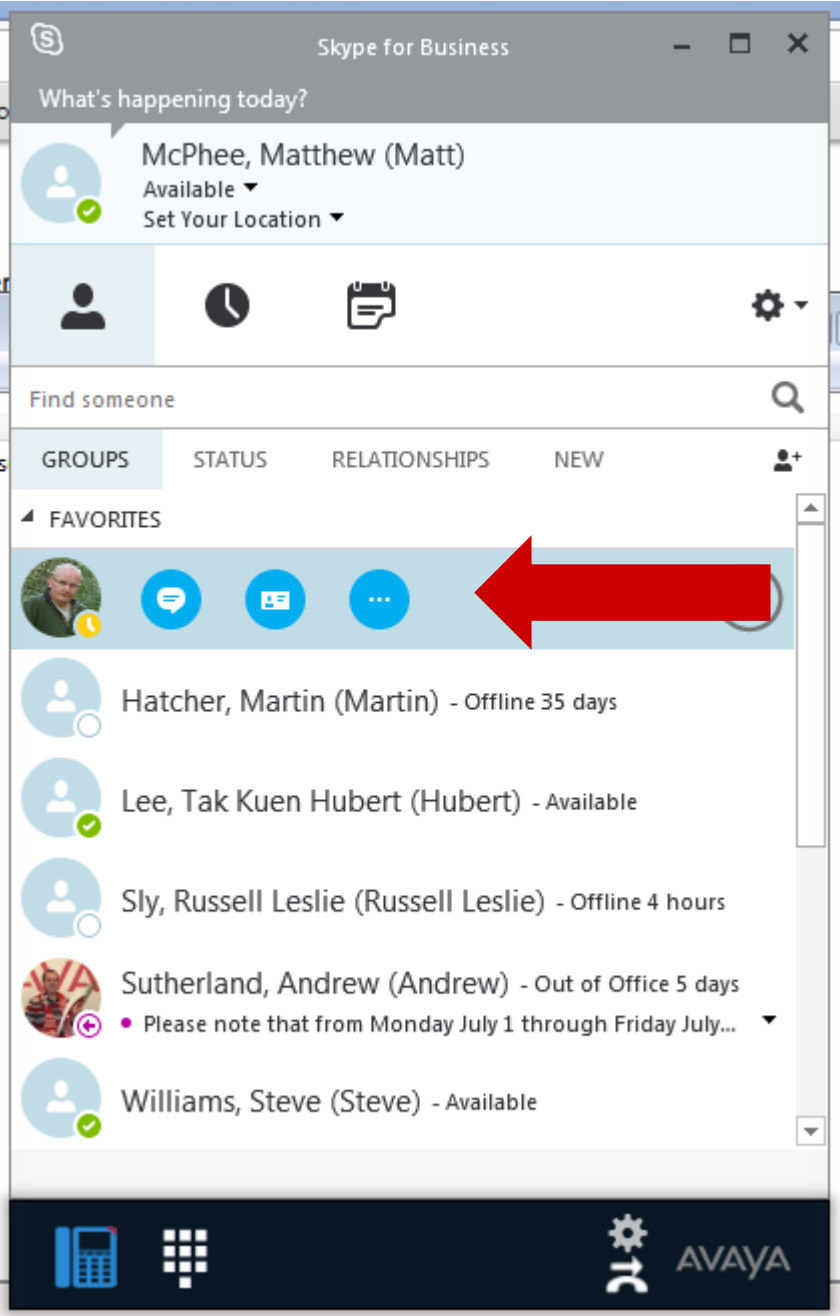 Skype for Business
What's happening today?
McPhee, Matthew (Matt)
Available
Set Your Location
Find someone
GROUPS STATUS RELATIONSHIPS NEW
FAVORITES
Hatcher, Martin (Martin) - Offline 35 days
Lee, Tak Kuen Hubert (Hubert) - Available
Sly, Russell Leslie (Russell Leslie) - Offline 4 hours
Sutherland, Andrew (Andrew) - Out of Office 5 days
Please note that from Monday July 1 through Friday July...
Williams, Steve (Steve) - Available
AVAYA